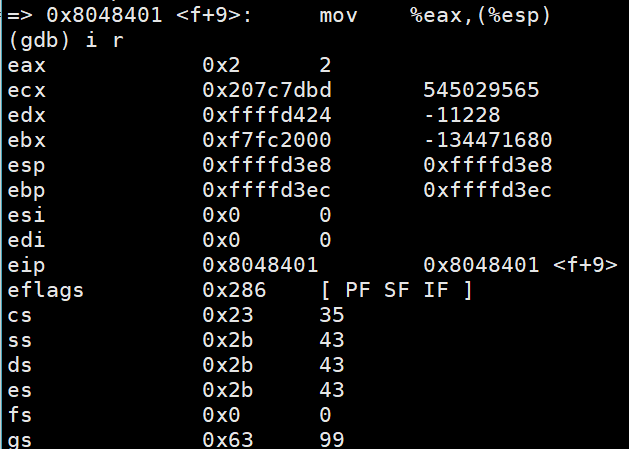 => 0x8048401 <f+9>: mov %eax,(%esp)
(gdb) i r
eax 0x2 2
ecx 0x207c7dbd 545029565
edx 0xffffd424 -11228
ebx 0xf7fc2000 -134471680
esp 0xffffd3e8 0xffffd3e8
ebp 0xffffd3ec 0xffffd3ec
esi 0x0 0
edi 0x0 0
eip 0x8048401 0x8048401 <f+9>
eflags 0x286 [ PF SF IF ]
cs 0x23 35
ss 0x2b 43
ds 0x2b 43
es 0x2b 43
fs 0x0 0
gs 0x63 99